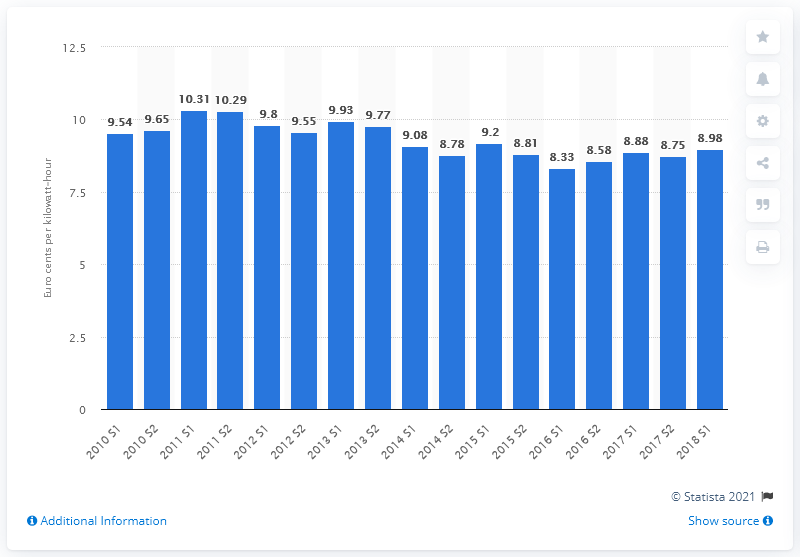 12.5
10
7.5
5
2.5
0
Euro cents per kilowatt-hour
9.54
9.65
10.31
10.29
9.8
9.55
9.93
9.77
9.08
8.78
9.2
8.81
8.33
8.58
8.88
8.75
8.98
2010 S1
2010 S2
2011 S1
2011 S2
2012 S1
2012 S2
2013 S1
2013 S2
2014 S1
2014 S2
2015 S1
2015 S2
2016 S1
2016 S2
2017 S1
2017 S2
2018 S1
© Statista 2021
Additional Information
Show source